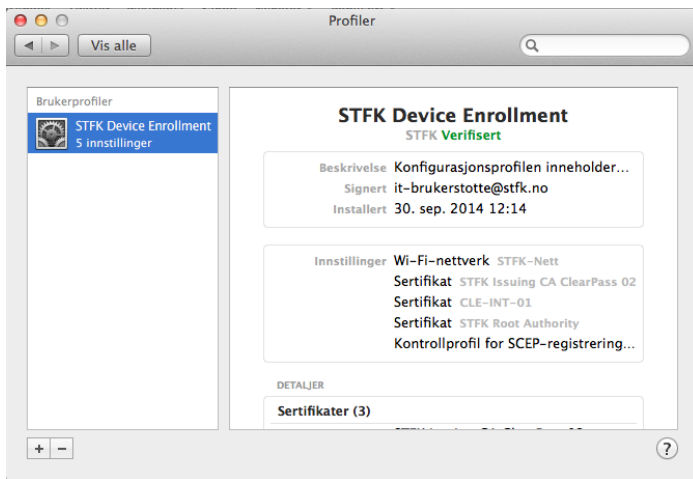 Profiler
Vis alle
Brukerprofiler
STFK Device Enrollment
5 innstillinger
STFK Device Enrollment
STFK Verifisert
Beskrivelse Konfigurasjonsprofilen inneholder...
Signert it-brukerstotte@stfk.no
Installert 30. sep. 2014 12:14
Innstillinger Wi-Fi-nettverk STFK-Nett
Sertifikat STFK Issuing CA ClearPass 02
Sertifikat CLE-INT-01
Sertifikat STFK Root Authority
Kontrollprofil for SCEP-registrering...
DETALJER
Sertifikater (3)
+ −
?